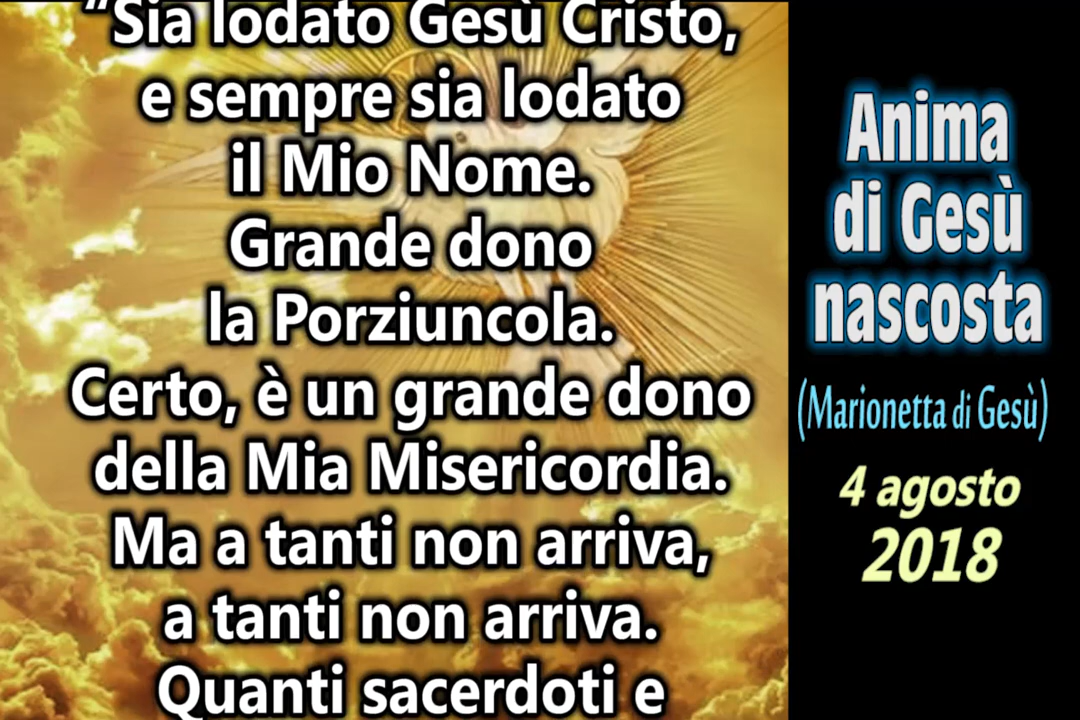 “Sia lodato Gesù Cristo,
e sempre sia lodato
il Mio Nome.
Grande dono
la Porziuncola.
Certo, è un grande dono
della Mia Misericordia.
Ma a tanti non arriva,
a tanti non arriva.
Quanti sacerdoti e
Anima
di Gesù
nascosta
(Marionetta di Gesù)
4 agosto
2018